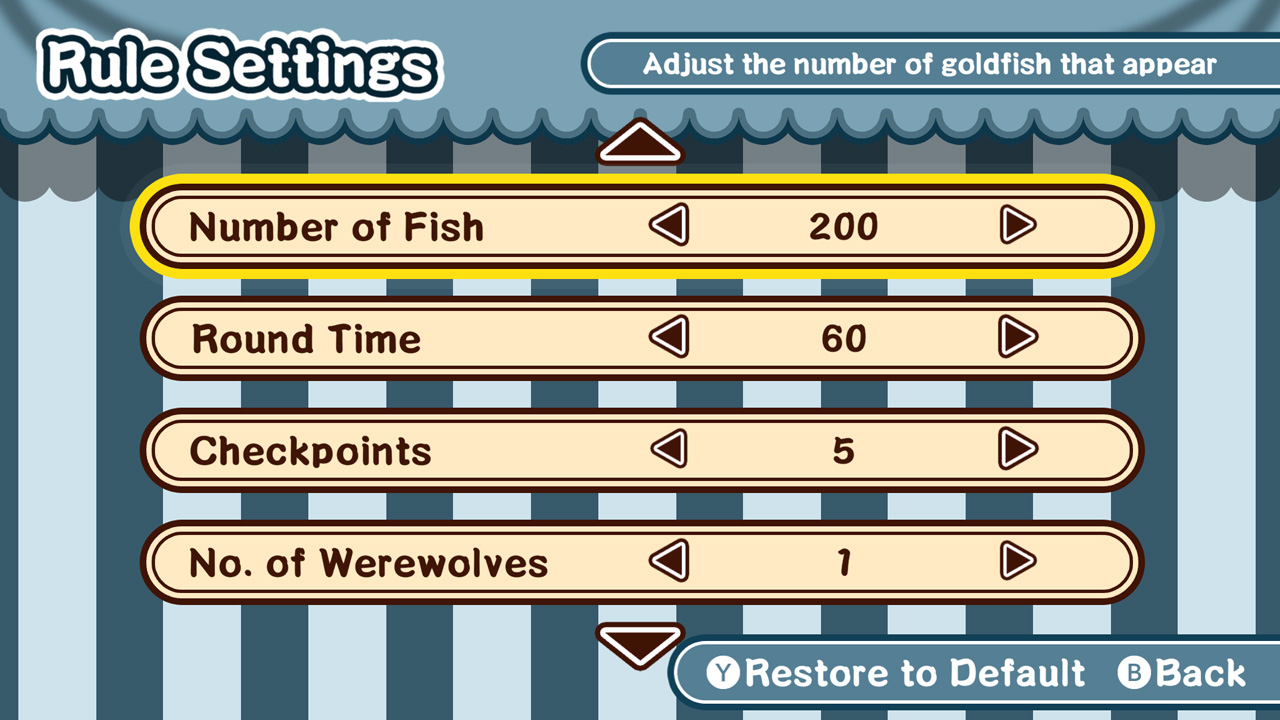 Rule Settings
Adjust the number of goldfish that appear
Number of Fish 200
Round Time 60
Checkpoints 5
No. of Werewolves 1
Y Restore to Default B Back